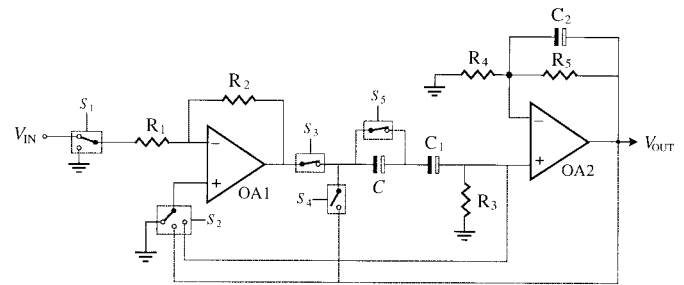 C₂
R₄
R₅
R₂
S₁
S₅
R₁
S₃
C₁
V_IN
−
−
V_OUT
+
OA1
C
+
OA2
S₄
R₃
S₂